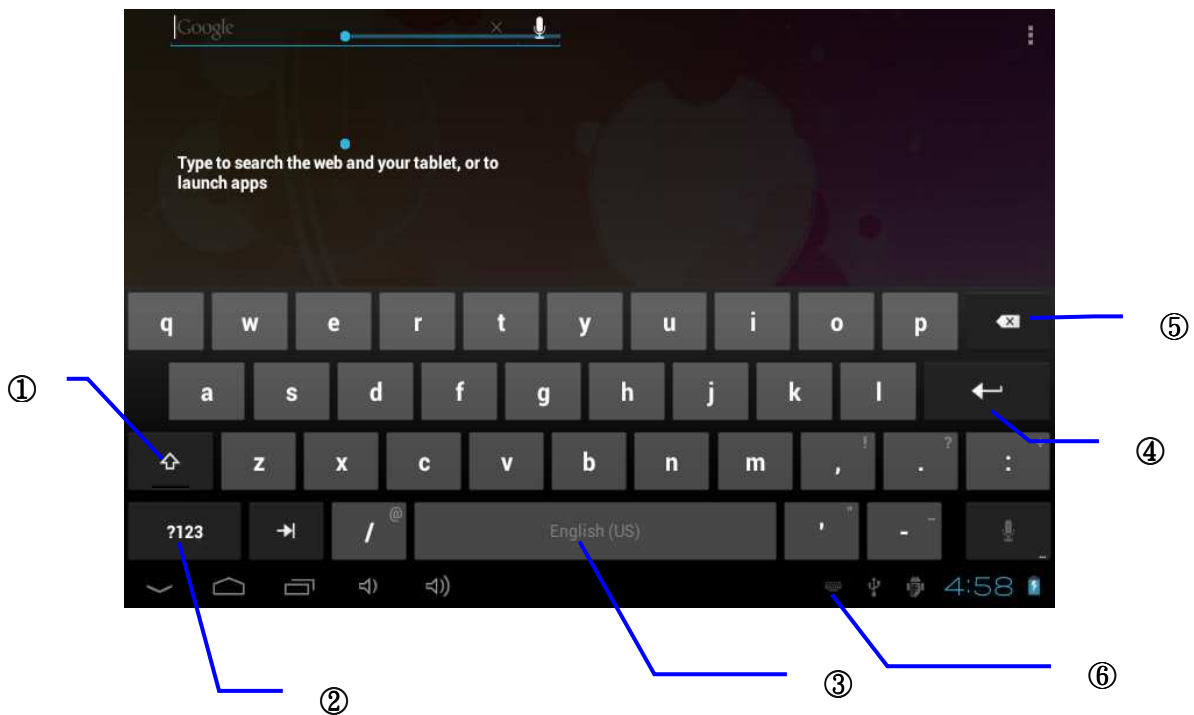 Google
Type to search the web and your tablet, or to
launch apps
q w e r t y u i o p
⑤
①
a s d f g h j k l
④
z x c v b n m , ! . ? :
?123 / @ English (US) ' " - _
4:58
② ③ ⑥